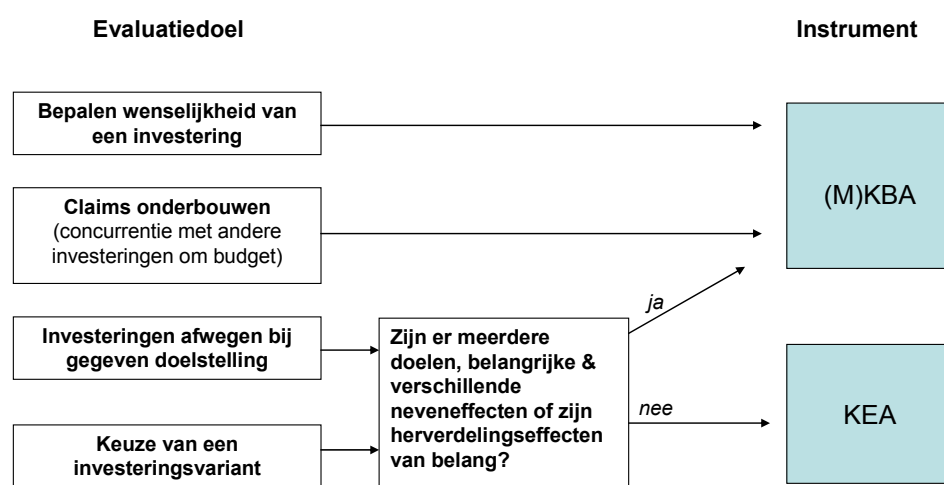 Evaluatiedoel
Instrument
Bepalen wenselijkheid van
een investering
(M)KBA
Claims onderbouwen
(concurrentie met andere
investeringen om budget)
ja
Investeringen afwegen bij
gegeven doelstelling
Zijn er meerdere
doelen, belangrijke &
verschillende
neveneffecten of zijn
herverdelingseffecten
van belang?
nee
KEA
Keuze van een
investeringsvariant